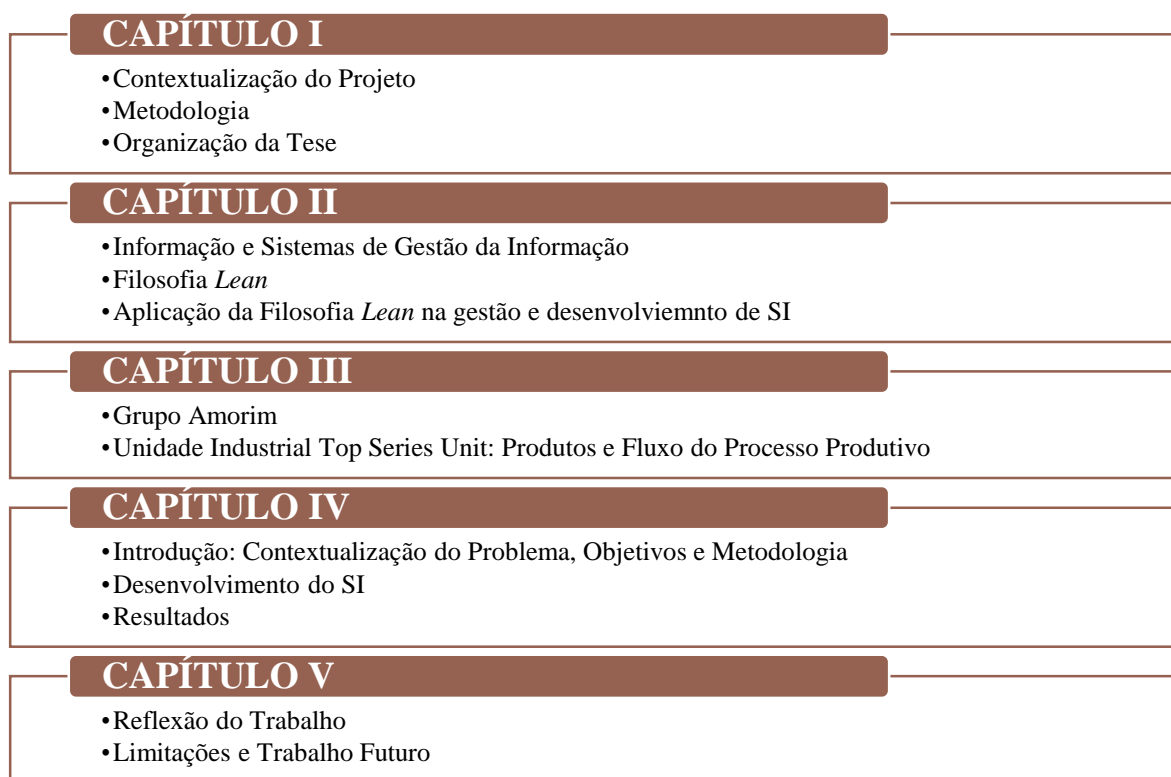 CAPÍTULO I
•Contextualização do Projeto
•Metodologia
•Organização da Tese
CAPÍTULO II
•Informação e Sistemas de Gestão da Informação
•Filosofia Lean
•Aplicação da Filosofia Lean na gestão e desenvolviemnto de SI
CAPÍTULO III
•Grupo Amorim
•Unidade Industrial Top Series Unit: Produtos e Fluxo do Processo Produtivo
CAPÍTULO IV
•Introdução: Contextualização do Problema, Objetivos e Metodologia
•Desenvolvimento do SI
•Resultados
CAPÍTULO V
•Reflexão do Trabalho
•Limitações e Trabalho Futuro